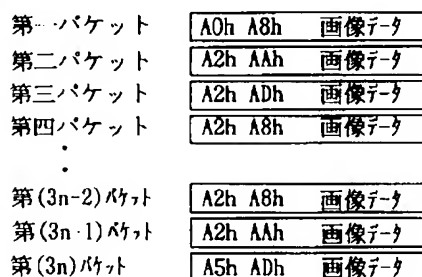 第一パケット A0h A8h 画像データ
第二パケット A2h AAh 画像データ
第三パケット A2h ADh 画像データ
第四パケット A2h A8h 画像データ
・
・
第(3n-2)パケット A2h A8h 画像データ
第(3n-1)パケット A2h AAh 画像データ
第(3n)パケット A5h ADh 画像データ